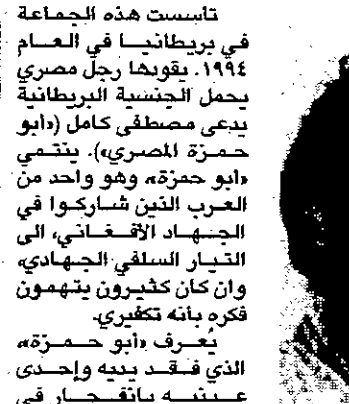 تأسست هذه الجماعة
في بريطانيا في العام
١٩٩٤. يقودها رجل مصري
يحمل الجنسية البريطانية
يدعى مصطفى كامل («أبو
حمزة المصري»). ينتمي
«ابو حمزة»، وهو واحد من
العرب الذين شاركوا في
الجهاد الأفغاني، الى
التيار السلفي الجهادي،
وان كان كثيرون يتهمون
فكره بأنه تكفيري.
يُعرف «أبو حمزة»،
الذي فقد يديه وإحدى
عينيه بانفجار في